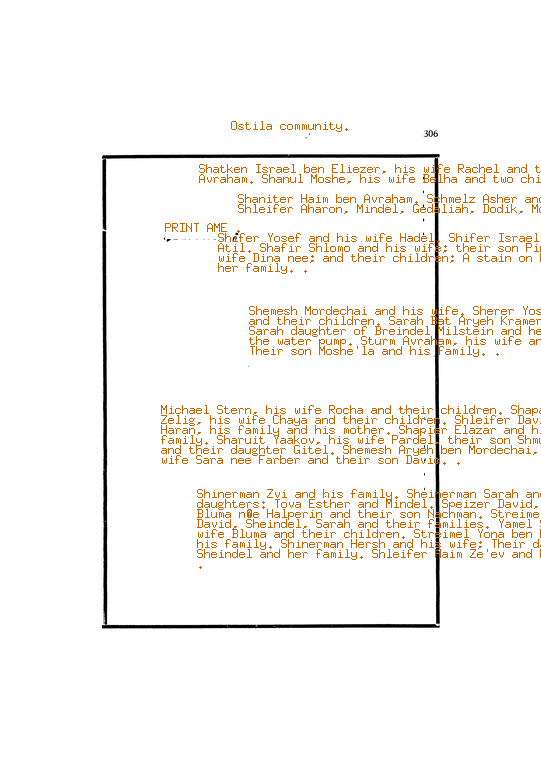 Ostila community.
306
Shatken Israel ben Eliezer, his wife Rachel and t
Avraham. Shanul Moshe, his wife Belha and two chi
Shaniter Haim ben Avraham. Schmelz Asher and
Shleifer Aharon, Mindel, Gedaliah, Dodik, Mo
PRINT AME
Shifer Yosef and his wife Hadel. Shifer Israel
Atil. Shafir Shlomo and his wife; their son Pi
wife Dina nee; and their children; A stain on
her family. .
Shemesh Mordechai and his wife. Sherer Yos
and their children. Sarah Bat Aryeh Kramer
Sarah daughter of Breindel Milstein and he
the water pump. Sturm Avraham, his wife an
Their son Moshe'la and his family. .
Michael Stern, his wife Rocha and their children. Shapa
Zelig, his wife Chaya and their children. Shleifer Dav
Haran, his family and his mother. Shapier Elazar and h
family. Sharuit Yaakov, his wife Pardel, their son Shmu
and their daughter Gitel. Shemesh Aryeh ben Mordechai,
wife Sara nee Farber and their son David. .
Shinerman Zvi and his family. Sheinerman Sarah an
daughters: Tova Esther and Mindel. Speizer David,
Bluma nee Halperin and their son Nachman. Streime
David, Sheindel, Sarah and their families. Yamel
wife Bluma and their children. Streimel Yona ben
his family. Shinerman Hersh and his wife; Their d
Sheindel and her family. Shleifer Haim Ze'ev and
.